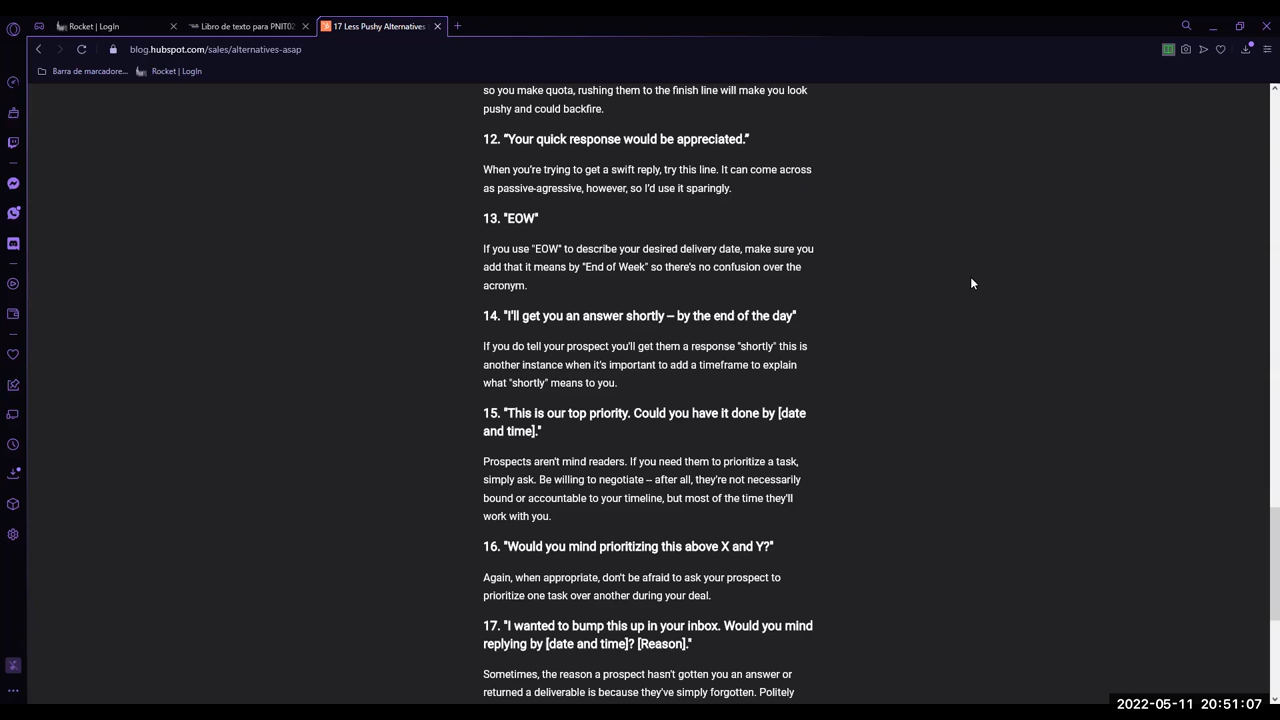 Rocket | LogIn
Libro de texto para PNIT02
17 Less Pushy Alternatives
blog.hubspot.com/sales/alternatives-asap
Barra de marcadore...
Rocket | LogIn
so you make quota, rushing them to the finish line will make you look
pushy and could backfire.
12. “Your quick response would be appreciated.”
When you’re trying to get a swift reply, try this line. It can come across
as passive-agressive, however, so I’d use it sparingly.
13. "EOW"
If you use "EOW" to describe your desired delivery date, make sure you
add that it means by "End of Week" so there's no confusion over the
acronym.
14. "I'll get you an answer shortly -- by the end of the day"
If you do tell your prospect you'll get them a response "shortly" this is
another instance when it's important to add a timeframe to explain
what "shortly" means to you.
15. "This is our top priority. Could you have it done by [date
and time]."
Prospects aren't mind readers. If you need them to prioritize a task,
simply ask. Be willing to negotiate -- after all, they're not necessarily
bound or accountable to your timeline, but most of the time they'll
work with you.
16. "Would you mind prioritizing this above X and Y?"
Again, when appropriate, don't be afraid to ask your prospect to
prioritize one task over another during your deal.
17. "I wanted to bump this up in your inbox. Would you mind
replying by [date and time]? [Reason]."
Sometimes, the reason a prospect hasn’t gotten you an answer or
returned a deliverable is because they’ve simply forgotten. Politely
2022-05-11 20:51:07